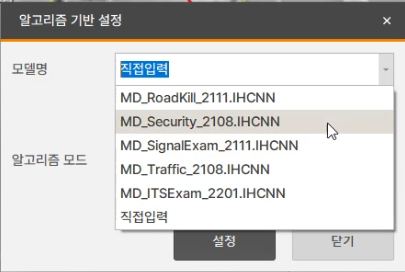 알고리즘 기반 설정
모델명
직접입력
MD_RoadKill_2111.IHCNN
MD_Security_2108.IHCNN
MD_SignalExam_2111.IHCNN
알고리즘 모드
MD_Traffic_2108.IHCNN
MD_ITSExam_2201.IHCNN
직접입력
설정
닫기